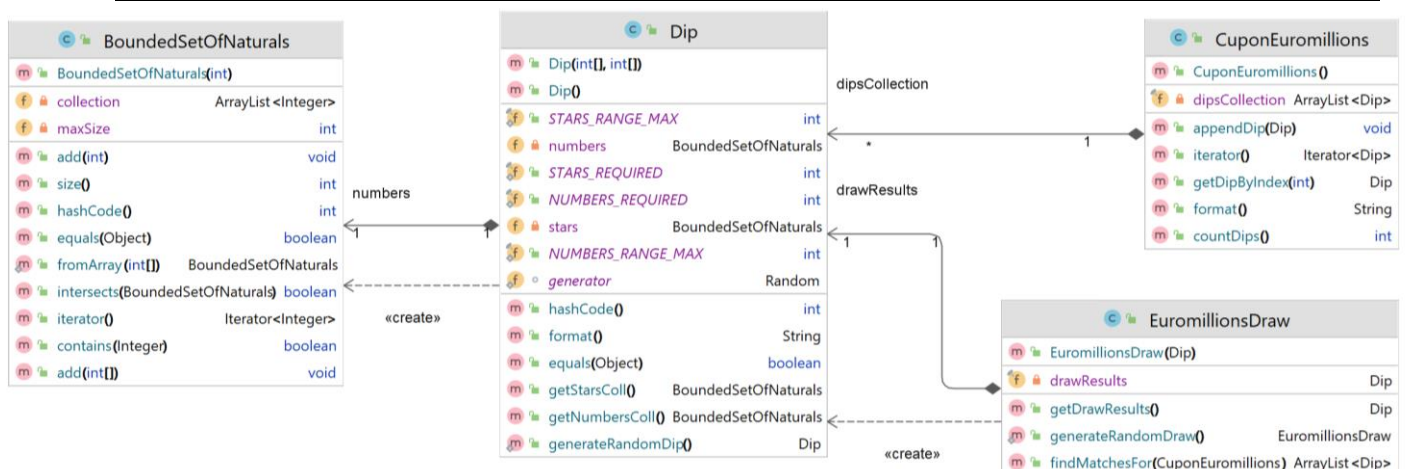 BoundedSetOfNaturals
BoundedSetOfNaturals(int)
collection ArrayList<Integer>
maxSize int
add(int) void
size() int
hashCode() int
equals(Object) boolean
fromArray(int[]) BoundedSetOfNaturals
intersects(BoundedSetOfNaturals) boolean
iterator() Iterator<Integer>
contains(Integer) boolean
add(int[]) void
numbers
1
1
«create»
Dip
Dip(int[], int[])
Dip()
STARS_RANGE_MAX int
numbers BoundedSetOfNaturals
STARS_REQUIRED int
NUMBERS_REQUIRED int
stars BoundedSetOfNaturals
NUMBERS_RANGE_MAX int
generator Random
hashCode() int
format() String
equals(Object) boolean
getStarsColl() BoundedSetOfNaturals
getNumbersColl() BoundedSetOfNaturals
generateRandomDip() Dip
dipsCollection
*
1
drawResults
1
1
«create»
CuponEuromillions
CuponEuromillions()
dipsCollection ArrayList<Dip>
appendDip(Dip) void
iterator() Iterator<Dip>
getDipByIndex(int) Dip
format() String
countDips() int
EuromillionsDraw
EuromillionsDraw(Dip)
drawResults Dip
getDrawResults() Dip
generateRandomDraw() EuromillionsDraw
findMatchesFor(CuponEuromillions) ArrayList<Dip>